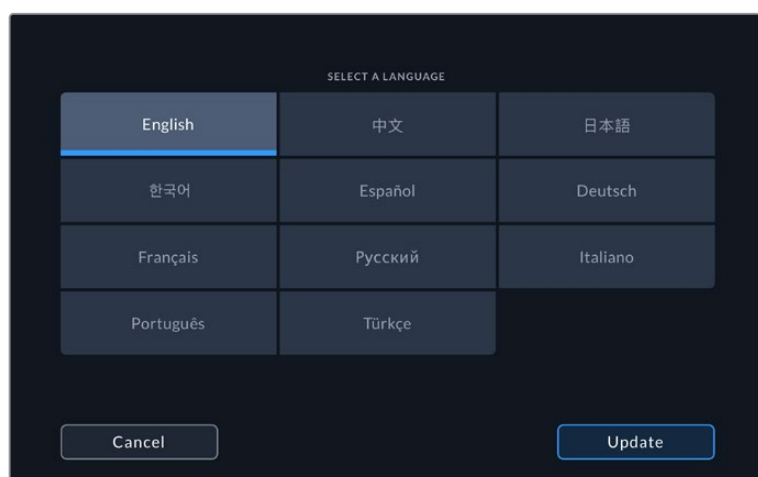 SELECT A LANGUAGE
English 中文 日本語
한국어 Español Deutsch
Français Русский Italiano
Português Türkçe
Cancel Update